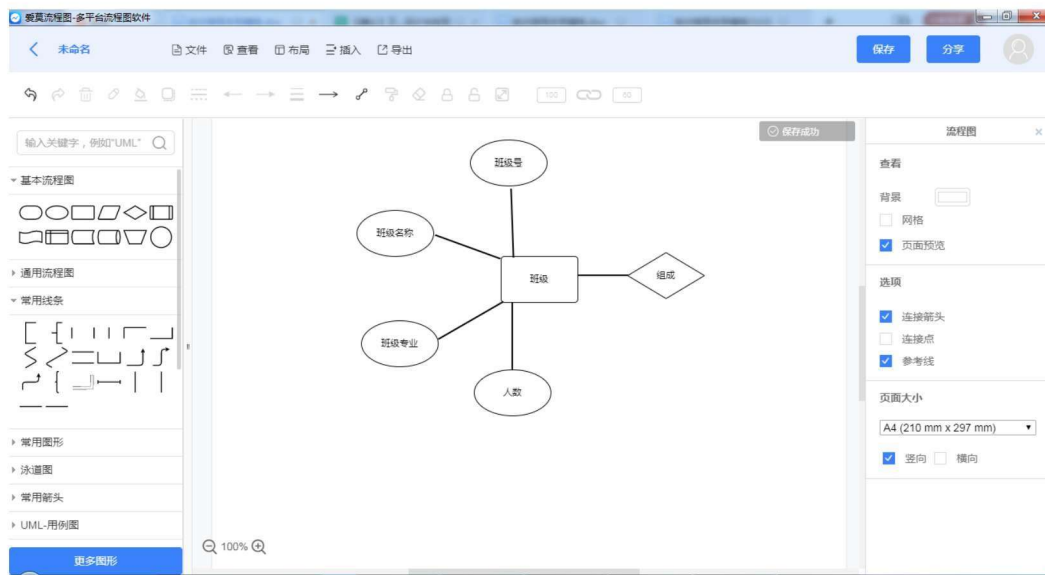 爱莫流程图-多平台流程图软件
未命名 文件 查看 布局 插入 导出 保存 分享
100 60
输入关键字，例如"UML"
基本流程图
通用流程图
常用线条
常用图形
泳道图
常用箭头
UML-用例图
更多图形
保存成功
班级号
班级名称
班级
组成
班级专业
人数
100%
流程图
查看
背景
网格
页面预览
选项
连接箭头
连接点
参考线
页面大小
A4 (210 mm x 297 mm)
竖向 横向